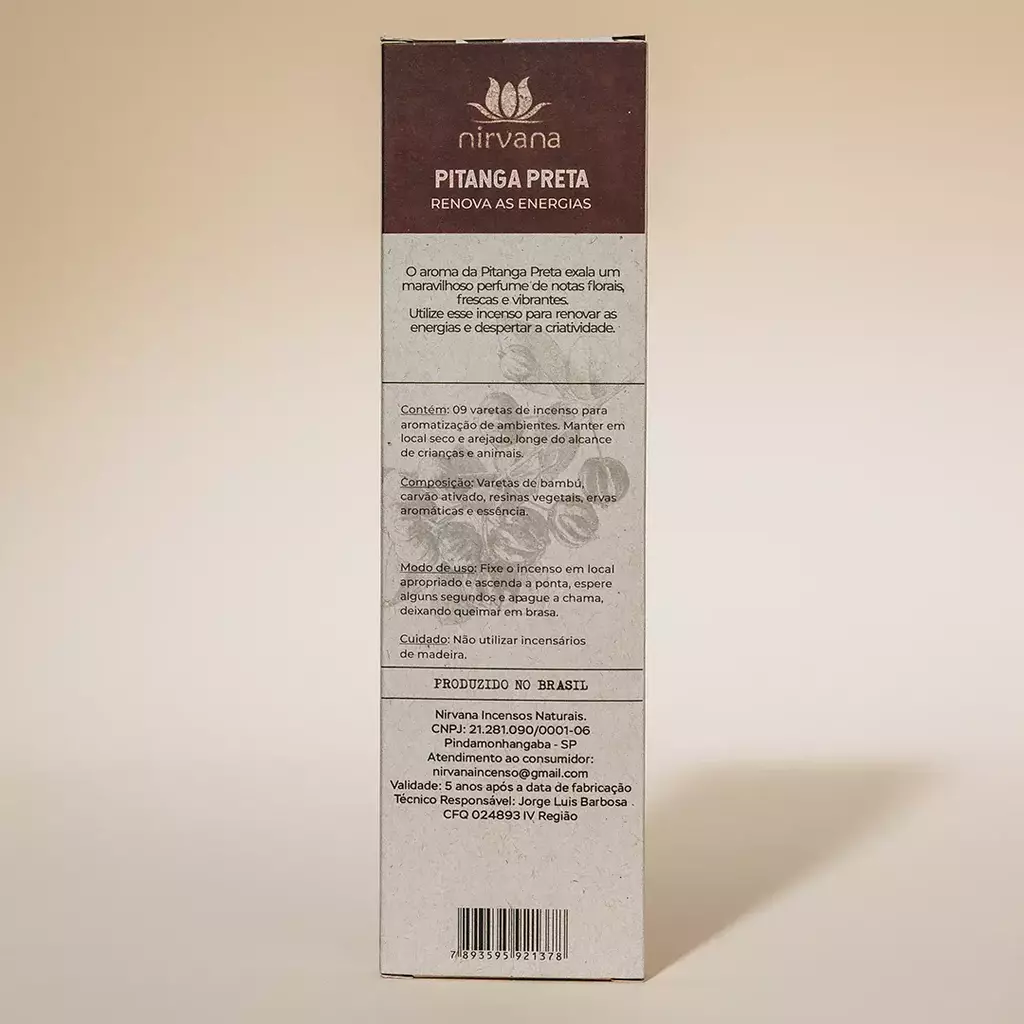 nirvana
PITANGA PRETA
RENOVA AS ENERGIAS
O aroma da Pitanga Preta exala um
maravilhoso perfume de notas florais,
frescas e vibrantes.
Utilize esse incenso para renovar as
energias e despertar a criatividade.
Contém: 09 varetas de incenso para
aromatização de ambientes. Manter em
local seco e arejado, longe do alcance
de crianças e animais.
Composição: Varetas de bambú,
carvão ativado, resinas vegetais, ervas
aromáticas e essência.
Modo de uso: Fixe o incenso em local
apropriado e ascenda a ponta, espere
alguns segundos e apague a chama,
deixando queimar em brasa.
Cuidado: Não utilizar incensários
de madeira.
PRODUZIDO NO BRASIL
Nirvana Incensos Naturais.
CNPJ: 21.281.090/0001-06
Pindamonhangaba - SP
Atendimento ao consumidor:
nirvanaincenso@gmail.com
Validade: 5 anos após a data de fabricação
Técnico Responsável: Jorge Luis Barbosa .
CFQ 024893 IV Região
7 893595 921378